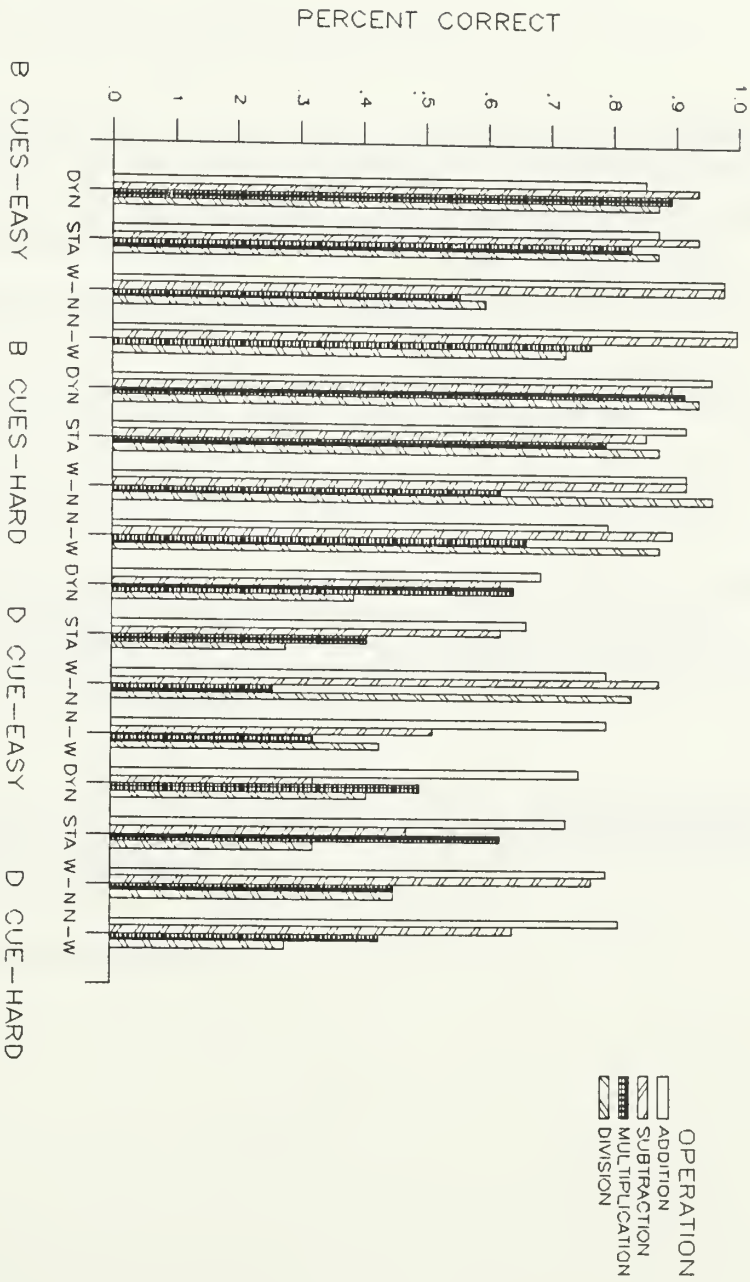 PERCENT CORRECT
1.0
.9
.8
.7
.6
.5
.4
.3
.2
.1
.0
DYN STA W-N N-W DYN STA W-N N-W DYN STA W-N N-W DYN STA W-N N-W
B CUES-EASY B CUES-HARD D CUE-EASY D CUE-HARD
OPERATION
ADDITION
SUBTRACTION
MULTIPLICATION
DIVISION